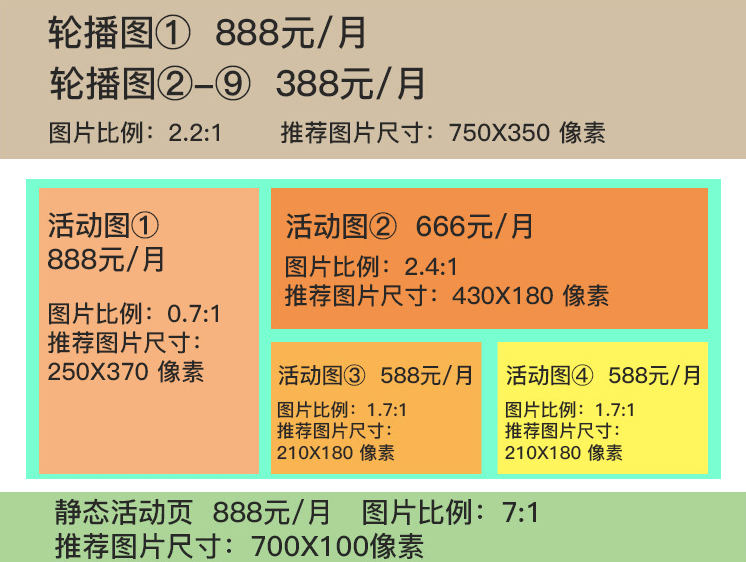 轮播图① 888元/月
轮播图②-⑨ 388元/月
图片比例：2.2:1 推荐图片尺寸：750X350 像素
活动图①
888元/月
图片比例：0.7:1
推荐图片尺寸：
250X370 像素
活动图② 666元/月
图片比例：2.4:1
推荐图片尺寸：430X180 像素
活动图③ 588元/月
图片比例：1.7:1
推荐图片尺寸：
210X180 像素
活动图④ 588元/月
图片比例：1.7:1
推荐图片尺寸：
210X180 像素
静态活动页 888元/月 图片比例：7:1
推荐图片尺寸：700X100像素